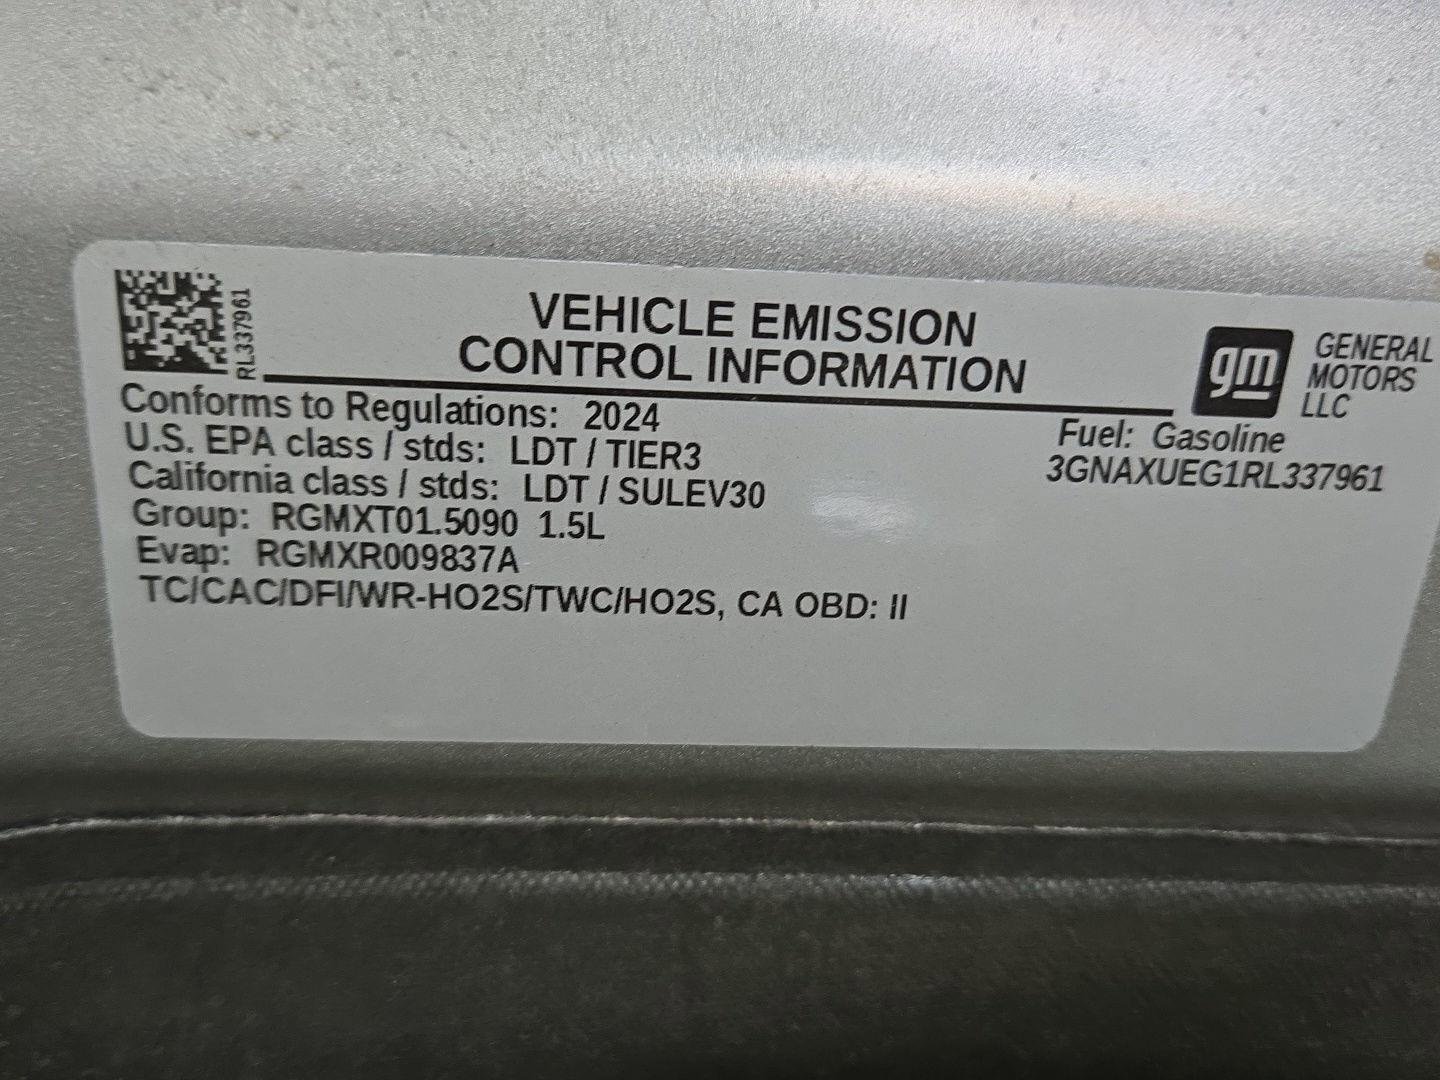 RL337961
VEHICLE EMISSION
CONTROL INFORMATION
gm
GENERAL
MOTORS
LLC
Conforms to Regulations: 2024
U.S. EPA class / stds: LDT / TIER3
California class / stds: LDT / SULEV30
Group: RGMXT01.5090 1.5L
Evap: RGMXR009837A
TC/CAC/DFI/WR-HO2S/TWC/HO2S, CA OBD: II
Fuel: Gasoline
3GNAXUEG1RL337961